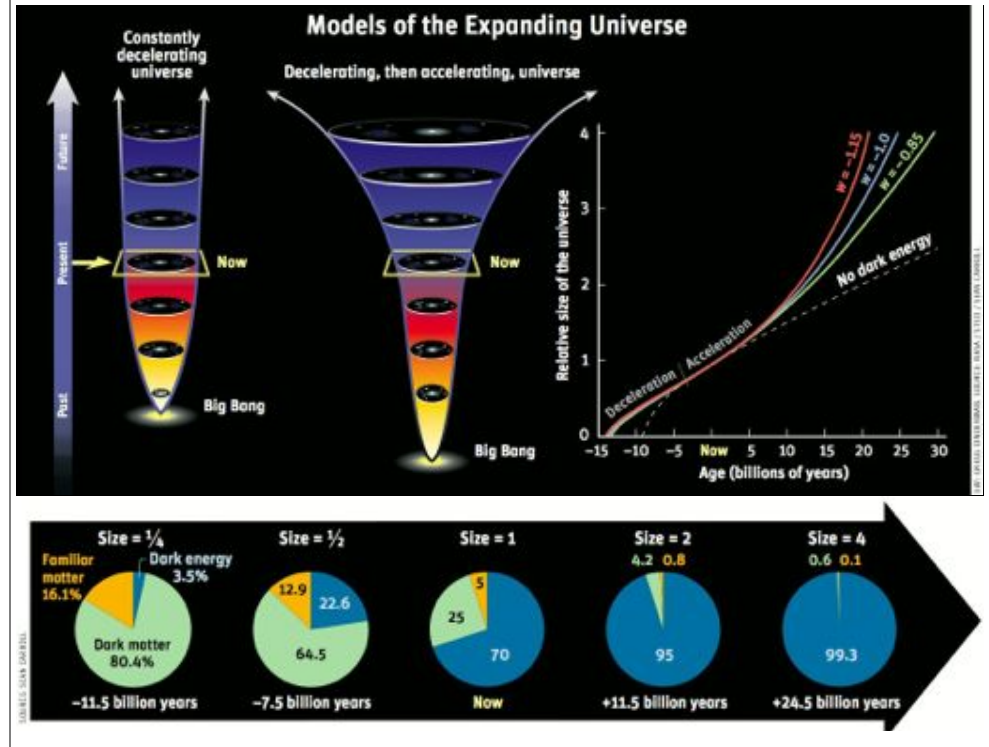 Models of the Expanding Universe
Constantly
decelerating
universe
Decelerating, then accelerating, universe
Future
Present
Past
Now
Now
Big Bang
Big Bang
Relative size of the universe
4
3
2
1
0
w = –1.15
w = –1.0
w = –0.85
No dark energy
Deceleration
Acceleration
–15 –10 –5 Now 5 10 15 20 25 30
Age (billions of years)
Size = ¼
Size = ½
Size = 1
Size = 2
Size = 4
Familiar
matter
16.1%
Dark energy
3.5%
Dark matter
80.4%
12.9
22.6
64.5
5
25
70
4.2 0.8
95
0.6 0.1
99.3
–11.5 billion years
–7.5 billion years
Now
+11.5 billion years
+24.5 billion years
SOURCE: SEAN CARROLL